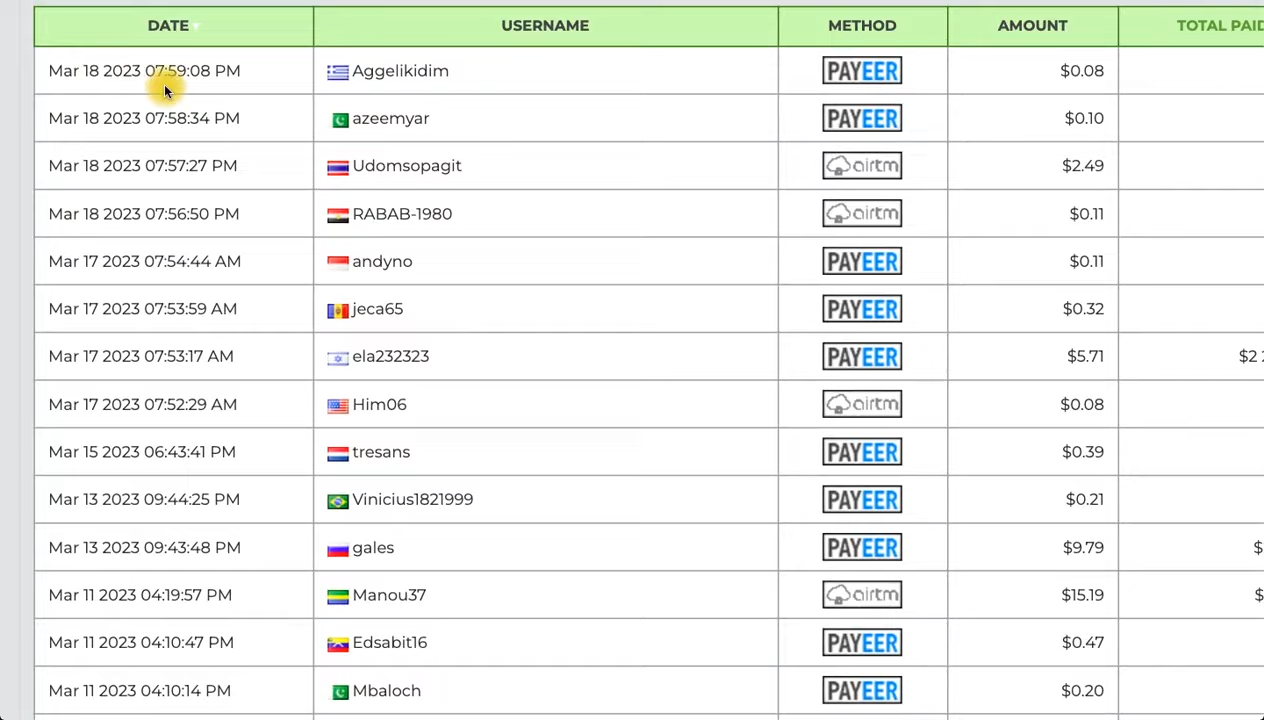 DATE USERNAME METHOD AMOUNT TOTAL PAID
Mar 18 2023 07:59:08 PM Aggelikidim PAYEER $0.08
Mar 18 2023 07:58:34 PM azeemyar PAYEER $0.10
Mar 18 2023 07:57:27 PM Udomsopagit airtm $2.49
Mar 18 2023 07:56:50 PM RABAB-1980 airtm $0.11
Mar 17 2023 07:54:44 AM andyno PAYEER $0.11
Mar 17 2023 07:53:59 AM jeca65 PAYEER $0.32
Mar 17 2023 07:53:17 AM ela232323 PAYEER $5.71 $2
Mar 17 2023 07:52:29 AM Him06 airtm $0.08
Mar 15 2023 06:43:41 PM tresans PAYEER $0.39
Mar 13 2023 09:44:25 PM Vinicius1821999 PAYEER $0.21
Mar 13 2023 09:43:48 PM gales PAYEER $9.79 $
Mar 11 2023 04:19:57 PM Manou37 airtm $15.19 $
Mar 11 2023 04:10:47 PM Edsabit16 PAYEER $0.47
Mar 11 2023 04:10:14 PM Mbaloch PAYEER $0.20